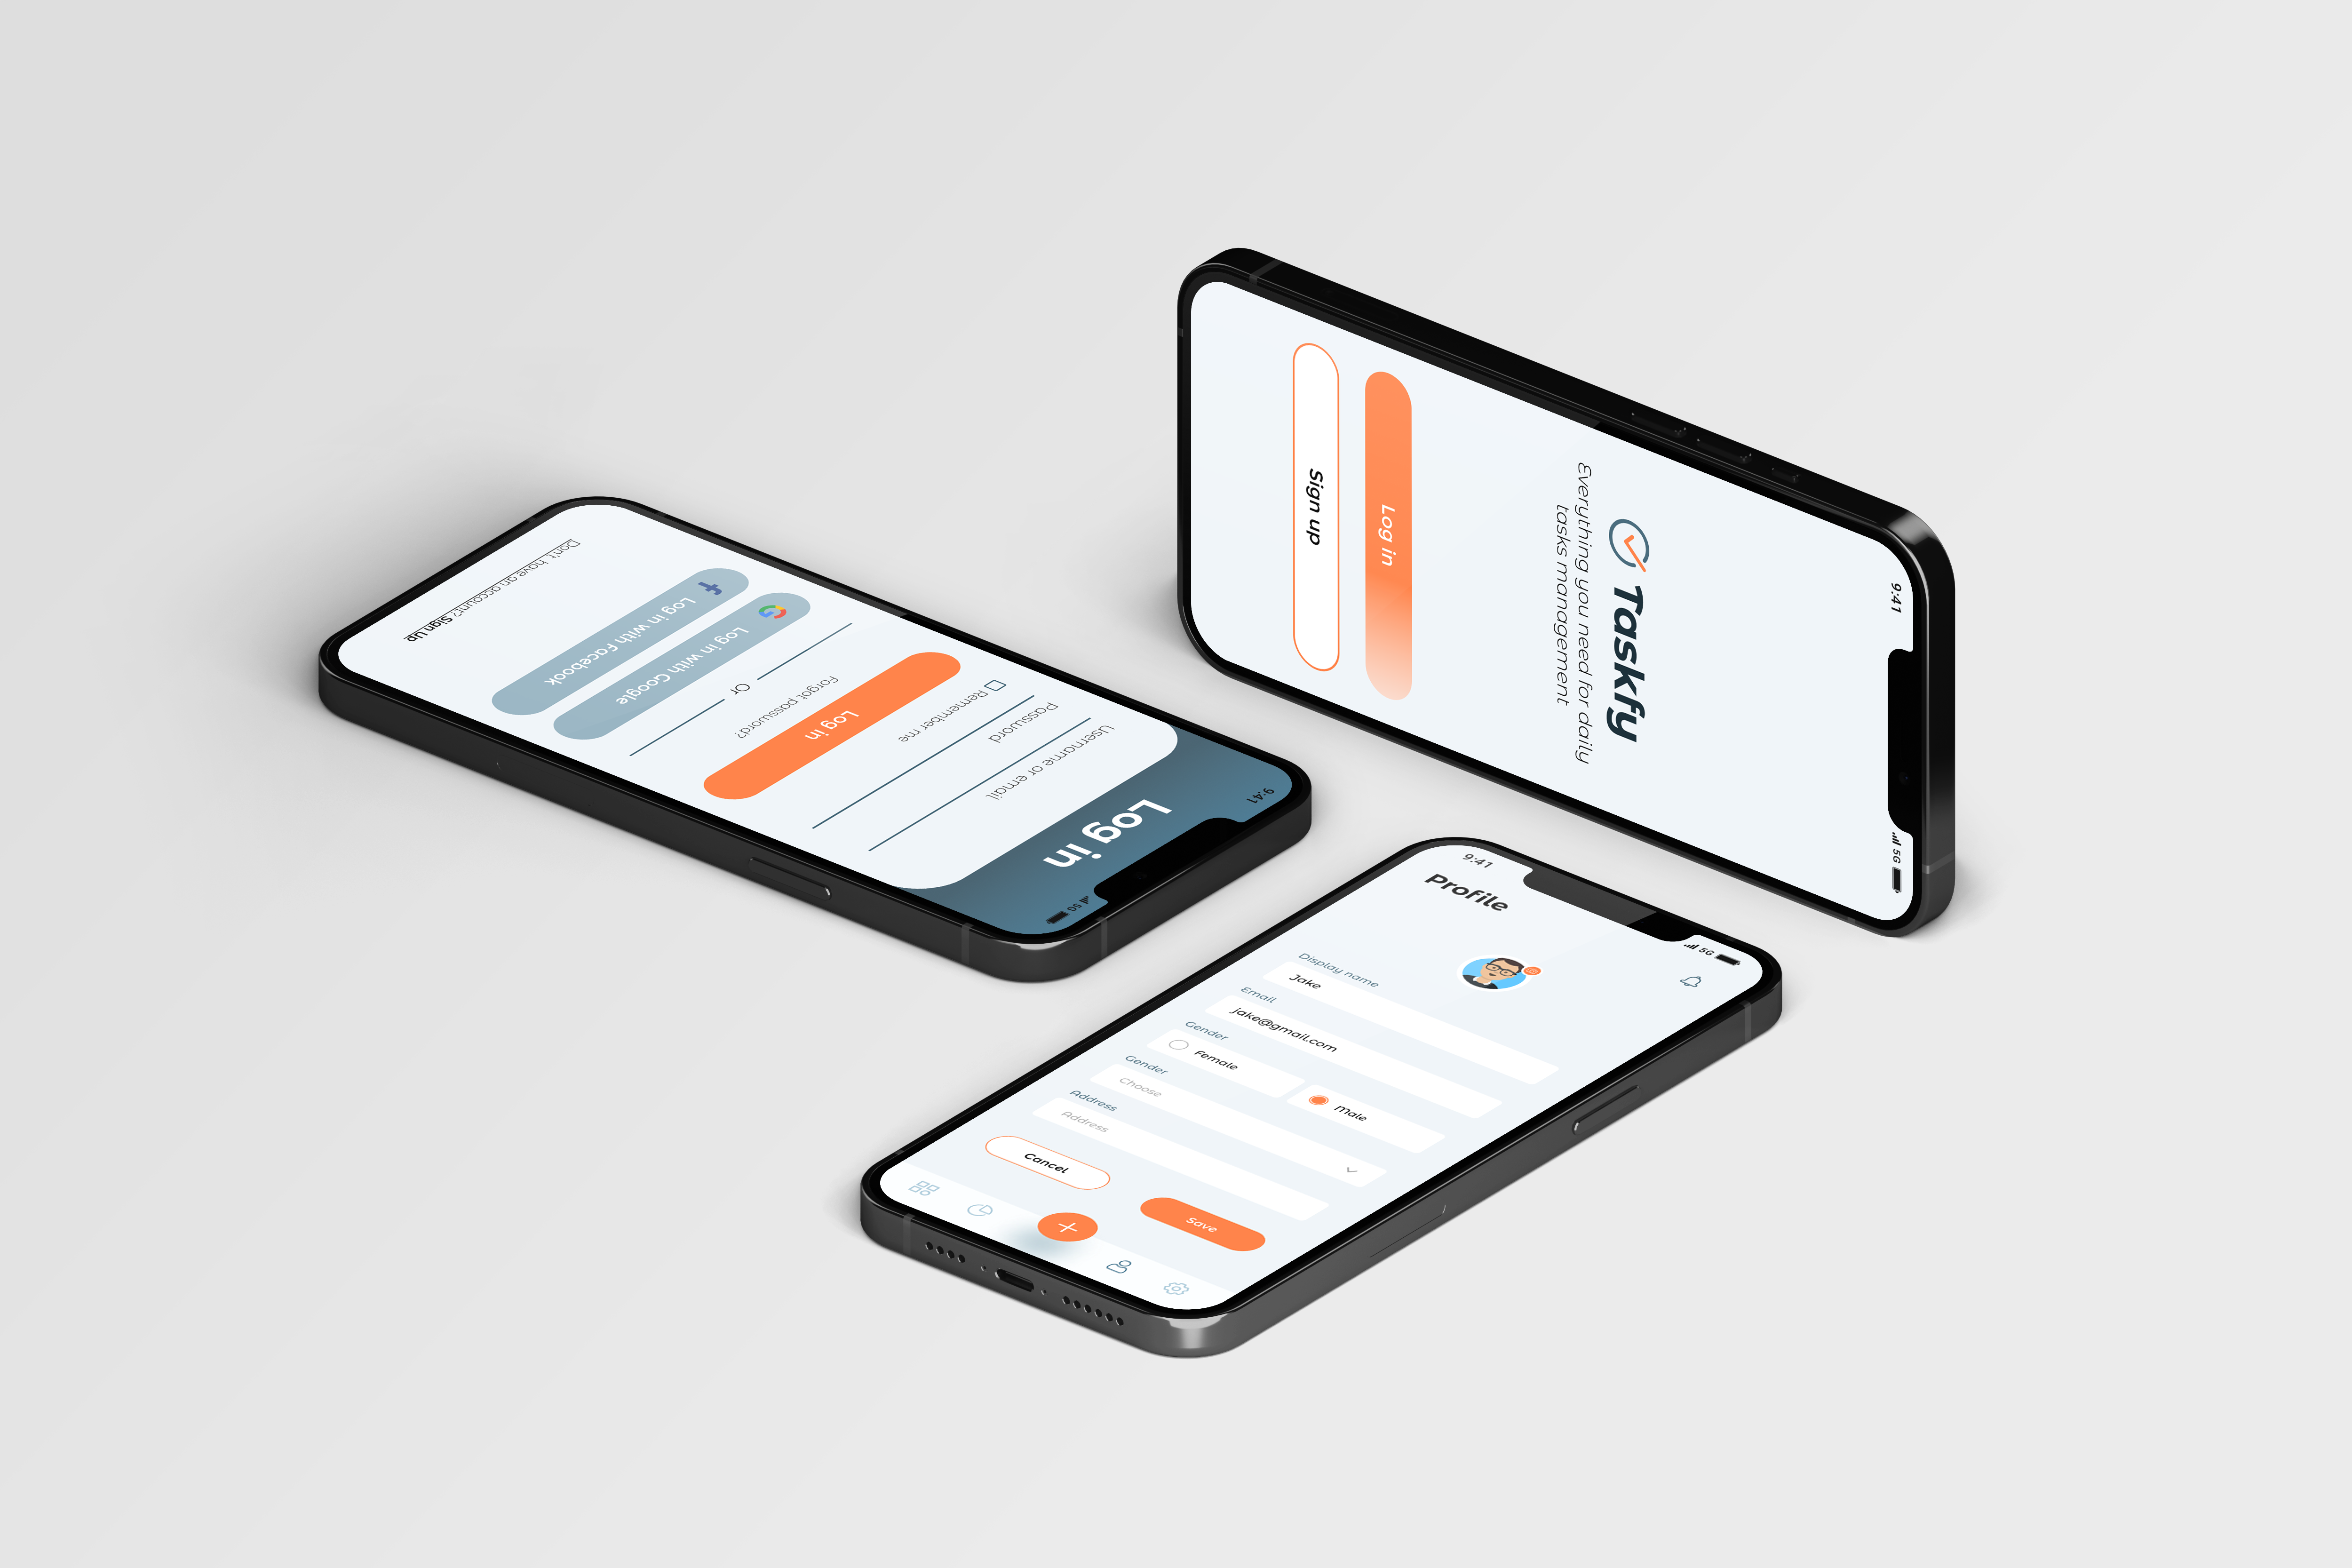 9:41
5G
Log in
Username or email
Password
Remember me
Log in
Forgot password?
Or
Log in with Google
Log in with Facebook
Don't have an account? Sign Up
9:41
5G
Taskfy
Everything you need for daily
tasks management
Log in
Sign up
9:41
5G
Profile
Display name
Jake
Email
jake@gmail.com
Gender
Female
Male
Gender
Choose
Address
Address
Cancel
Save